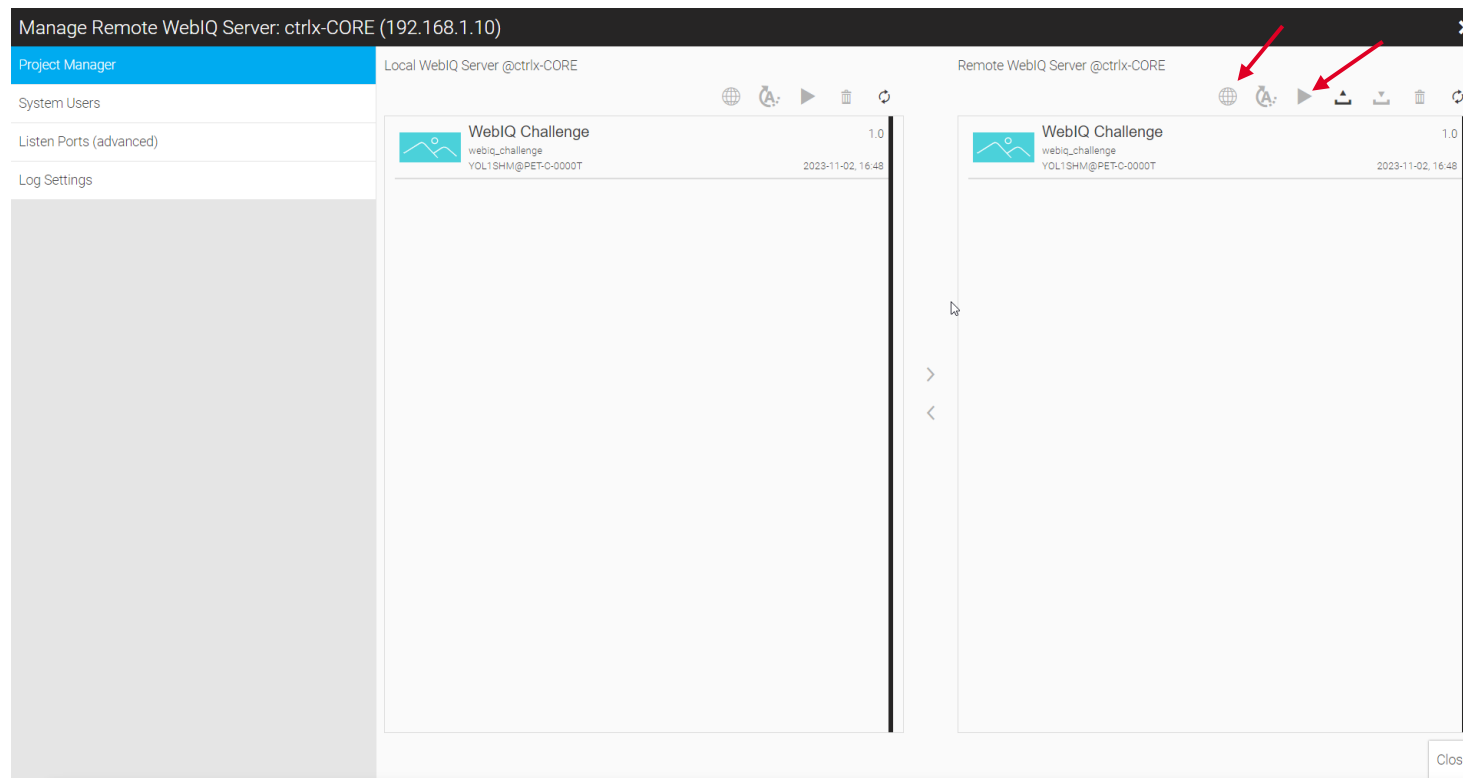 Manage Remote WebIQ Server: ctrlx-CORE (192.168.1.10)
Project Manager
System Users
Listen Ports (advanced)
Log Settings
Local WebIQ Server @ctrlx-CORE
WebIQ Challenge
1.0
webiq_challenge
YOL1SHM@PET-C-0000T
2023-11-02, 16:48
Remote WebIQ Server @ctrlx-CORE
WebIQ Challenge
1.0
webiq_challenge
YOL1SHM@PET-C-0000T
2023-11-02, 16:48
Clos